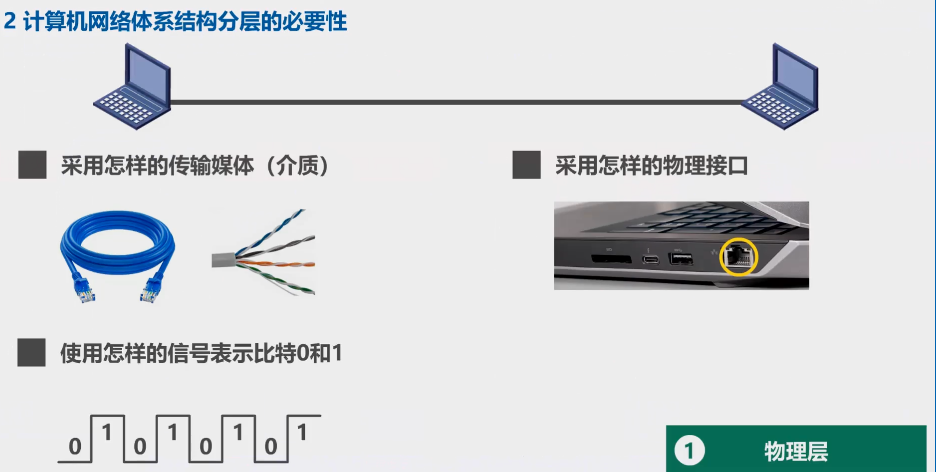 2 计算机网络体系结构分层的必要性
采用怎样的传输媒体（介质）
采用怎样的物理接口
使用怎样的信号表示比特0和1
0 1 0 1 0 1 0 1
1 物理层